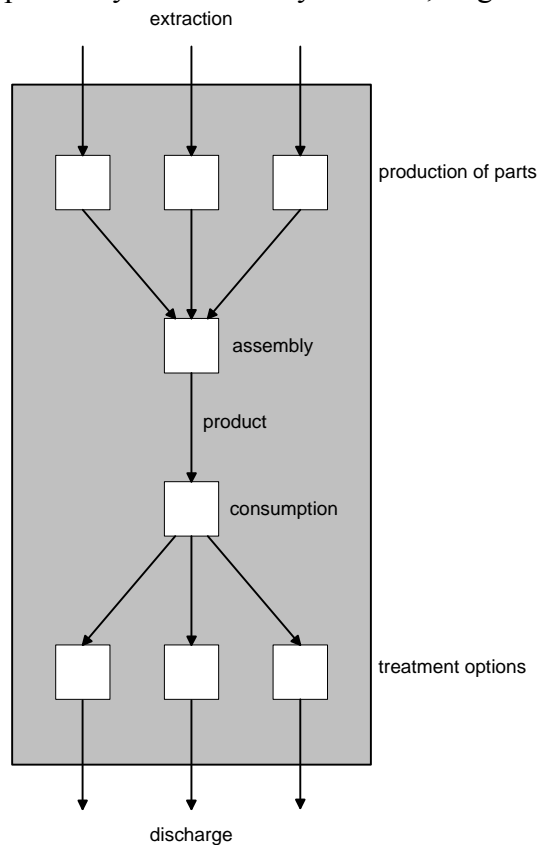 extraction
production of parts
assembly
product
consumption
treatment options
discharge